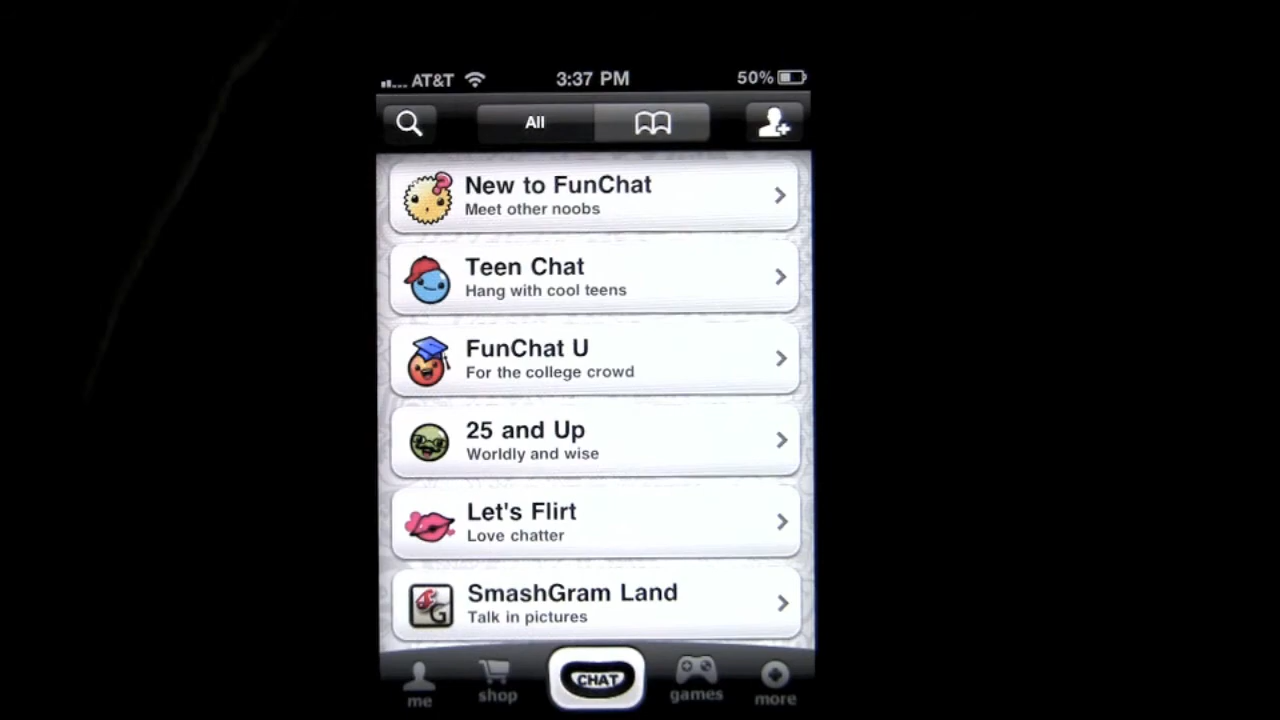 AT&T
3:37 PM
50%
All
New to FunChat
Meet other noobs
Teen Chat
Hang with cool teens
FunChat U
For the college crowd
25 and Up
Worldly and wise
Let's Flirt
Love chatter
G
SmashGram Land
Talk in pictures
me
shop
CHAT
games
more